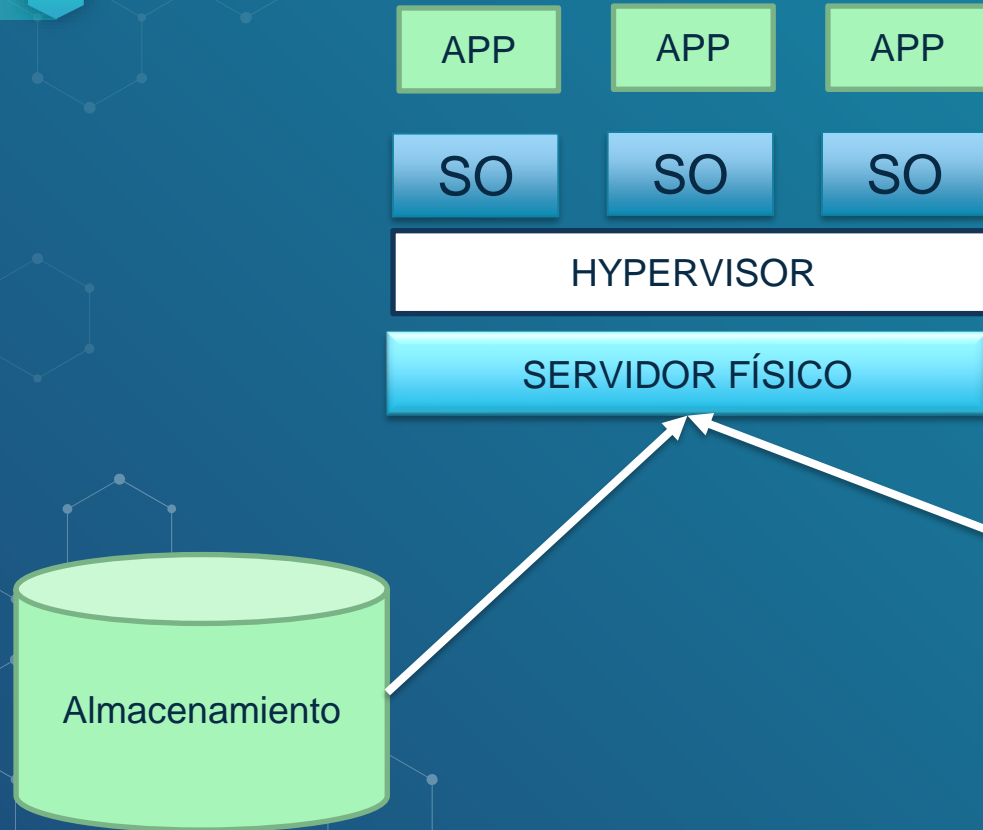 APP APP APP
SO SO SO
HYPERVISOR
SERVIDOR FÍSICO
Almacenamiento